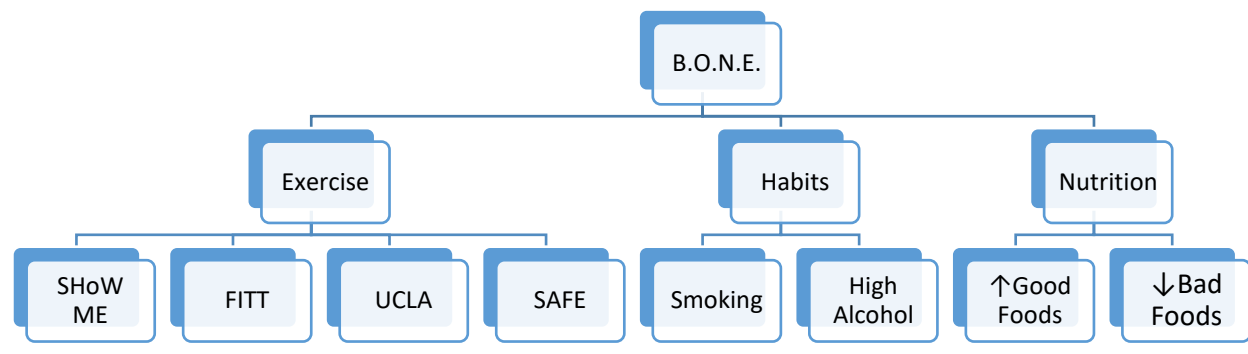 B.O.N.E.
Exercise
Habits
Nutrition
SHoW
ME
FITT
UCLA
SAFE
Smoking
High
Alcohol
↑Good
Foods
↓Bad
Foods